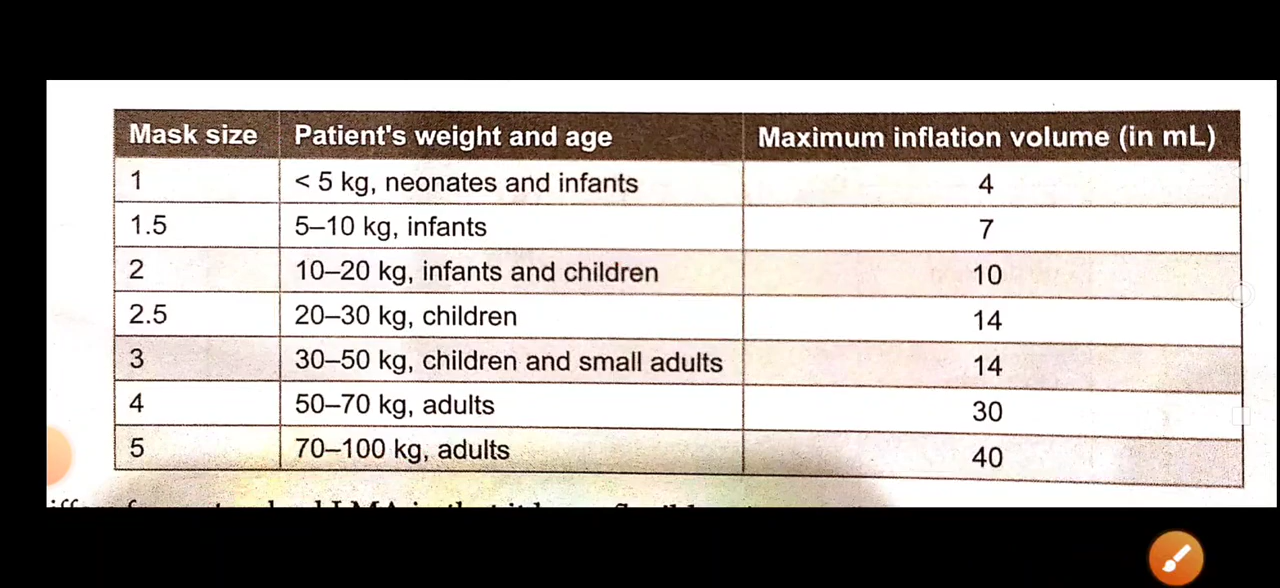 Mask size Patient's weight and age Maximum inflation volume (in mL)
1 < 5 kg, neonates and infants 4
1.5 5–10 kg, infants 7
2 10–20 kg, infants and children 10
2.5 20–30 kg, children 14
3 30–50 kg, children and small adults 14
4 50–70 kg, adults 30
5 70–100 kg, adults 40